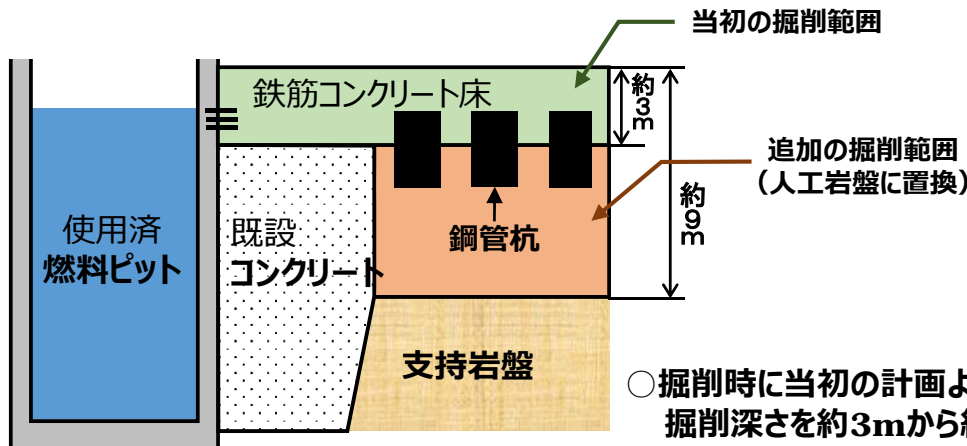 当初の掘削範囲
鉄筋コンクリート床
約3m
追加の掘削範囲
（人工岩盤に置換）
約9m
使用済
燃料ピット
既設
コンクリート
鋼管杭
支持岩盤
○掘削時に当初の計画よ
掘削深さを約3mから